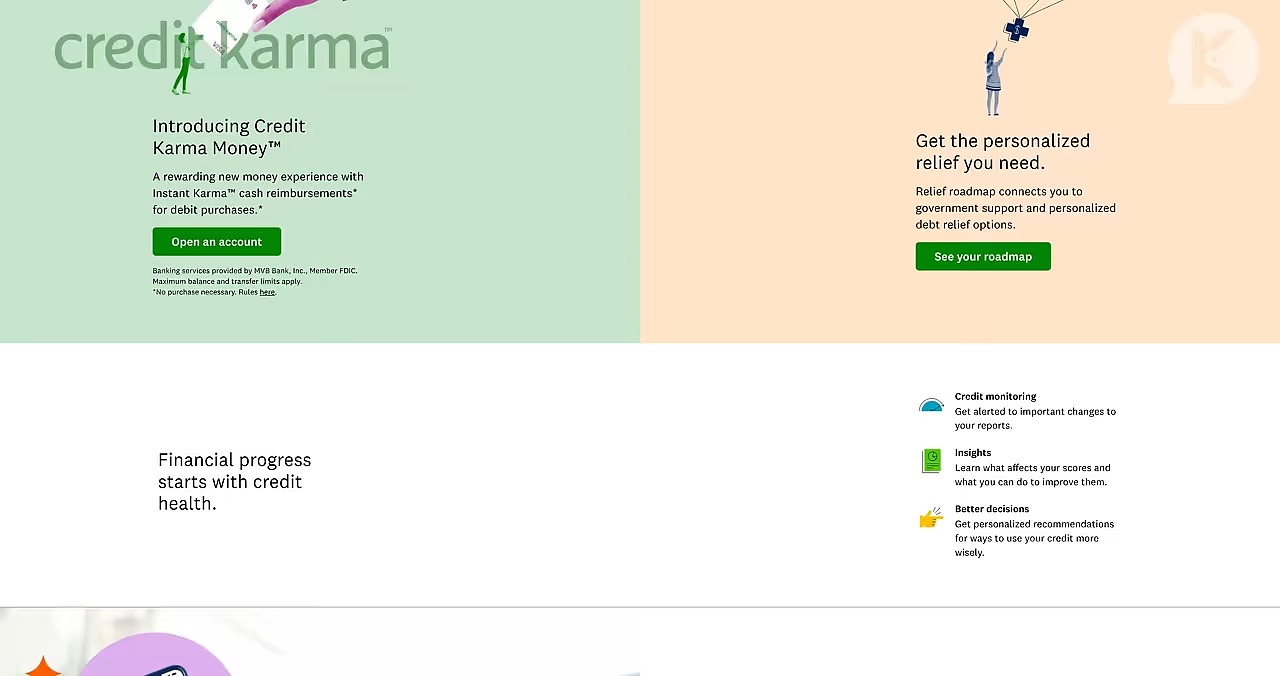 credit karma™
VISA
K
Introducing Credit
Karma Money™
A rewarding new money experience with
Instant Karma™ cash reimbursements*
for debit purchases.*
Open an account
Banking services provided by MVB Bank, Inc., Member FDIC.
Maximum balance and transfer limits apply.
*No purchase necessary. Rules here.
$
Get the personalized
relief you need.
Relief roadmap connects you to
government support and personalized
debt relief options.
See your roadmap
Financial progress
starts with credit
health.
Credit monitoring
Get alerted to important changes to
your reports.
Insights
Learn what affects your scores and
what you can do to improve them.
Better decisions
Get personalized recommendations
for ways to use your credit more
wisely.